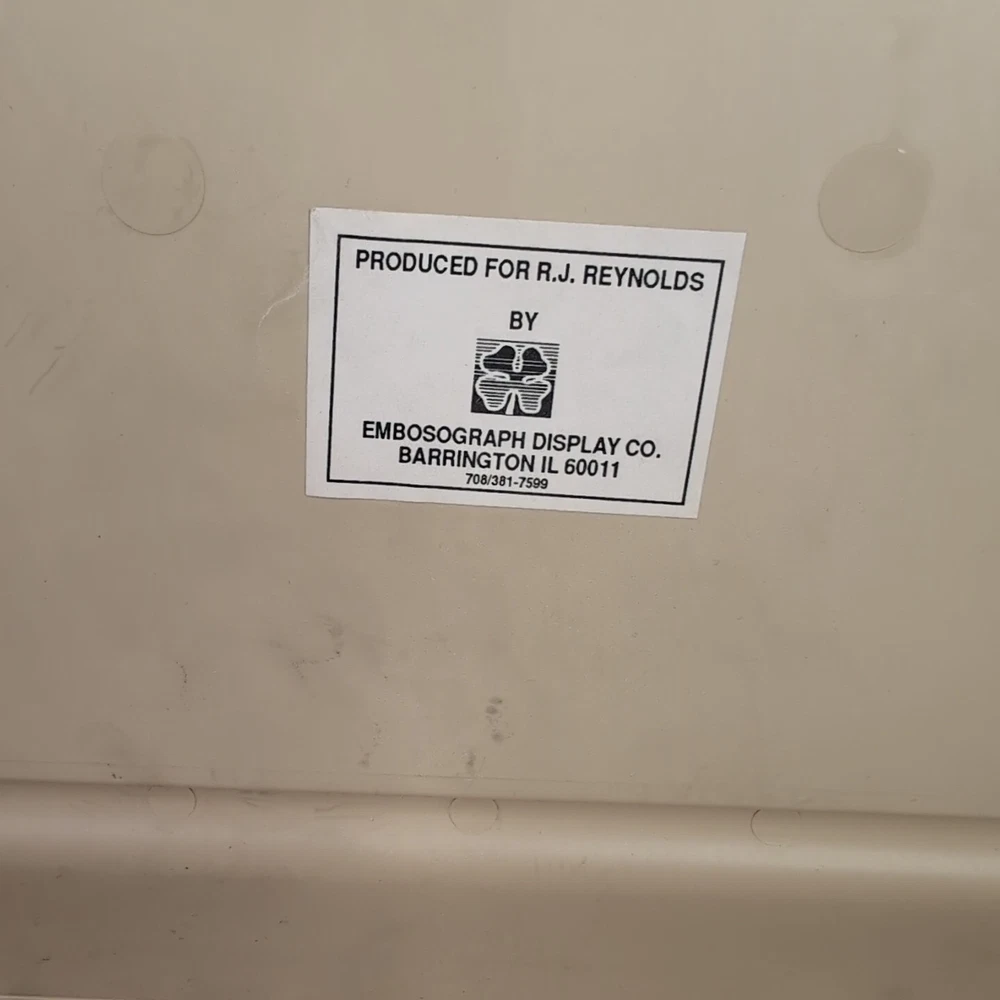 PRODUCED FOR R.J. REYNOLDS
BY
EMBOSOGRAPH DISPLAY CO.
BARRINGTON IL 60011
708/381-7599